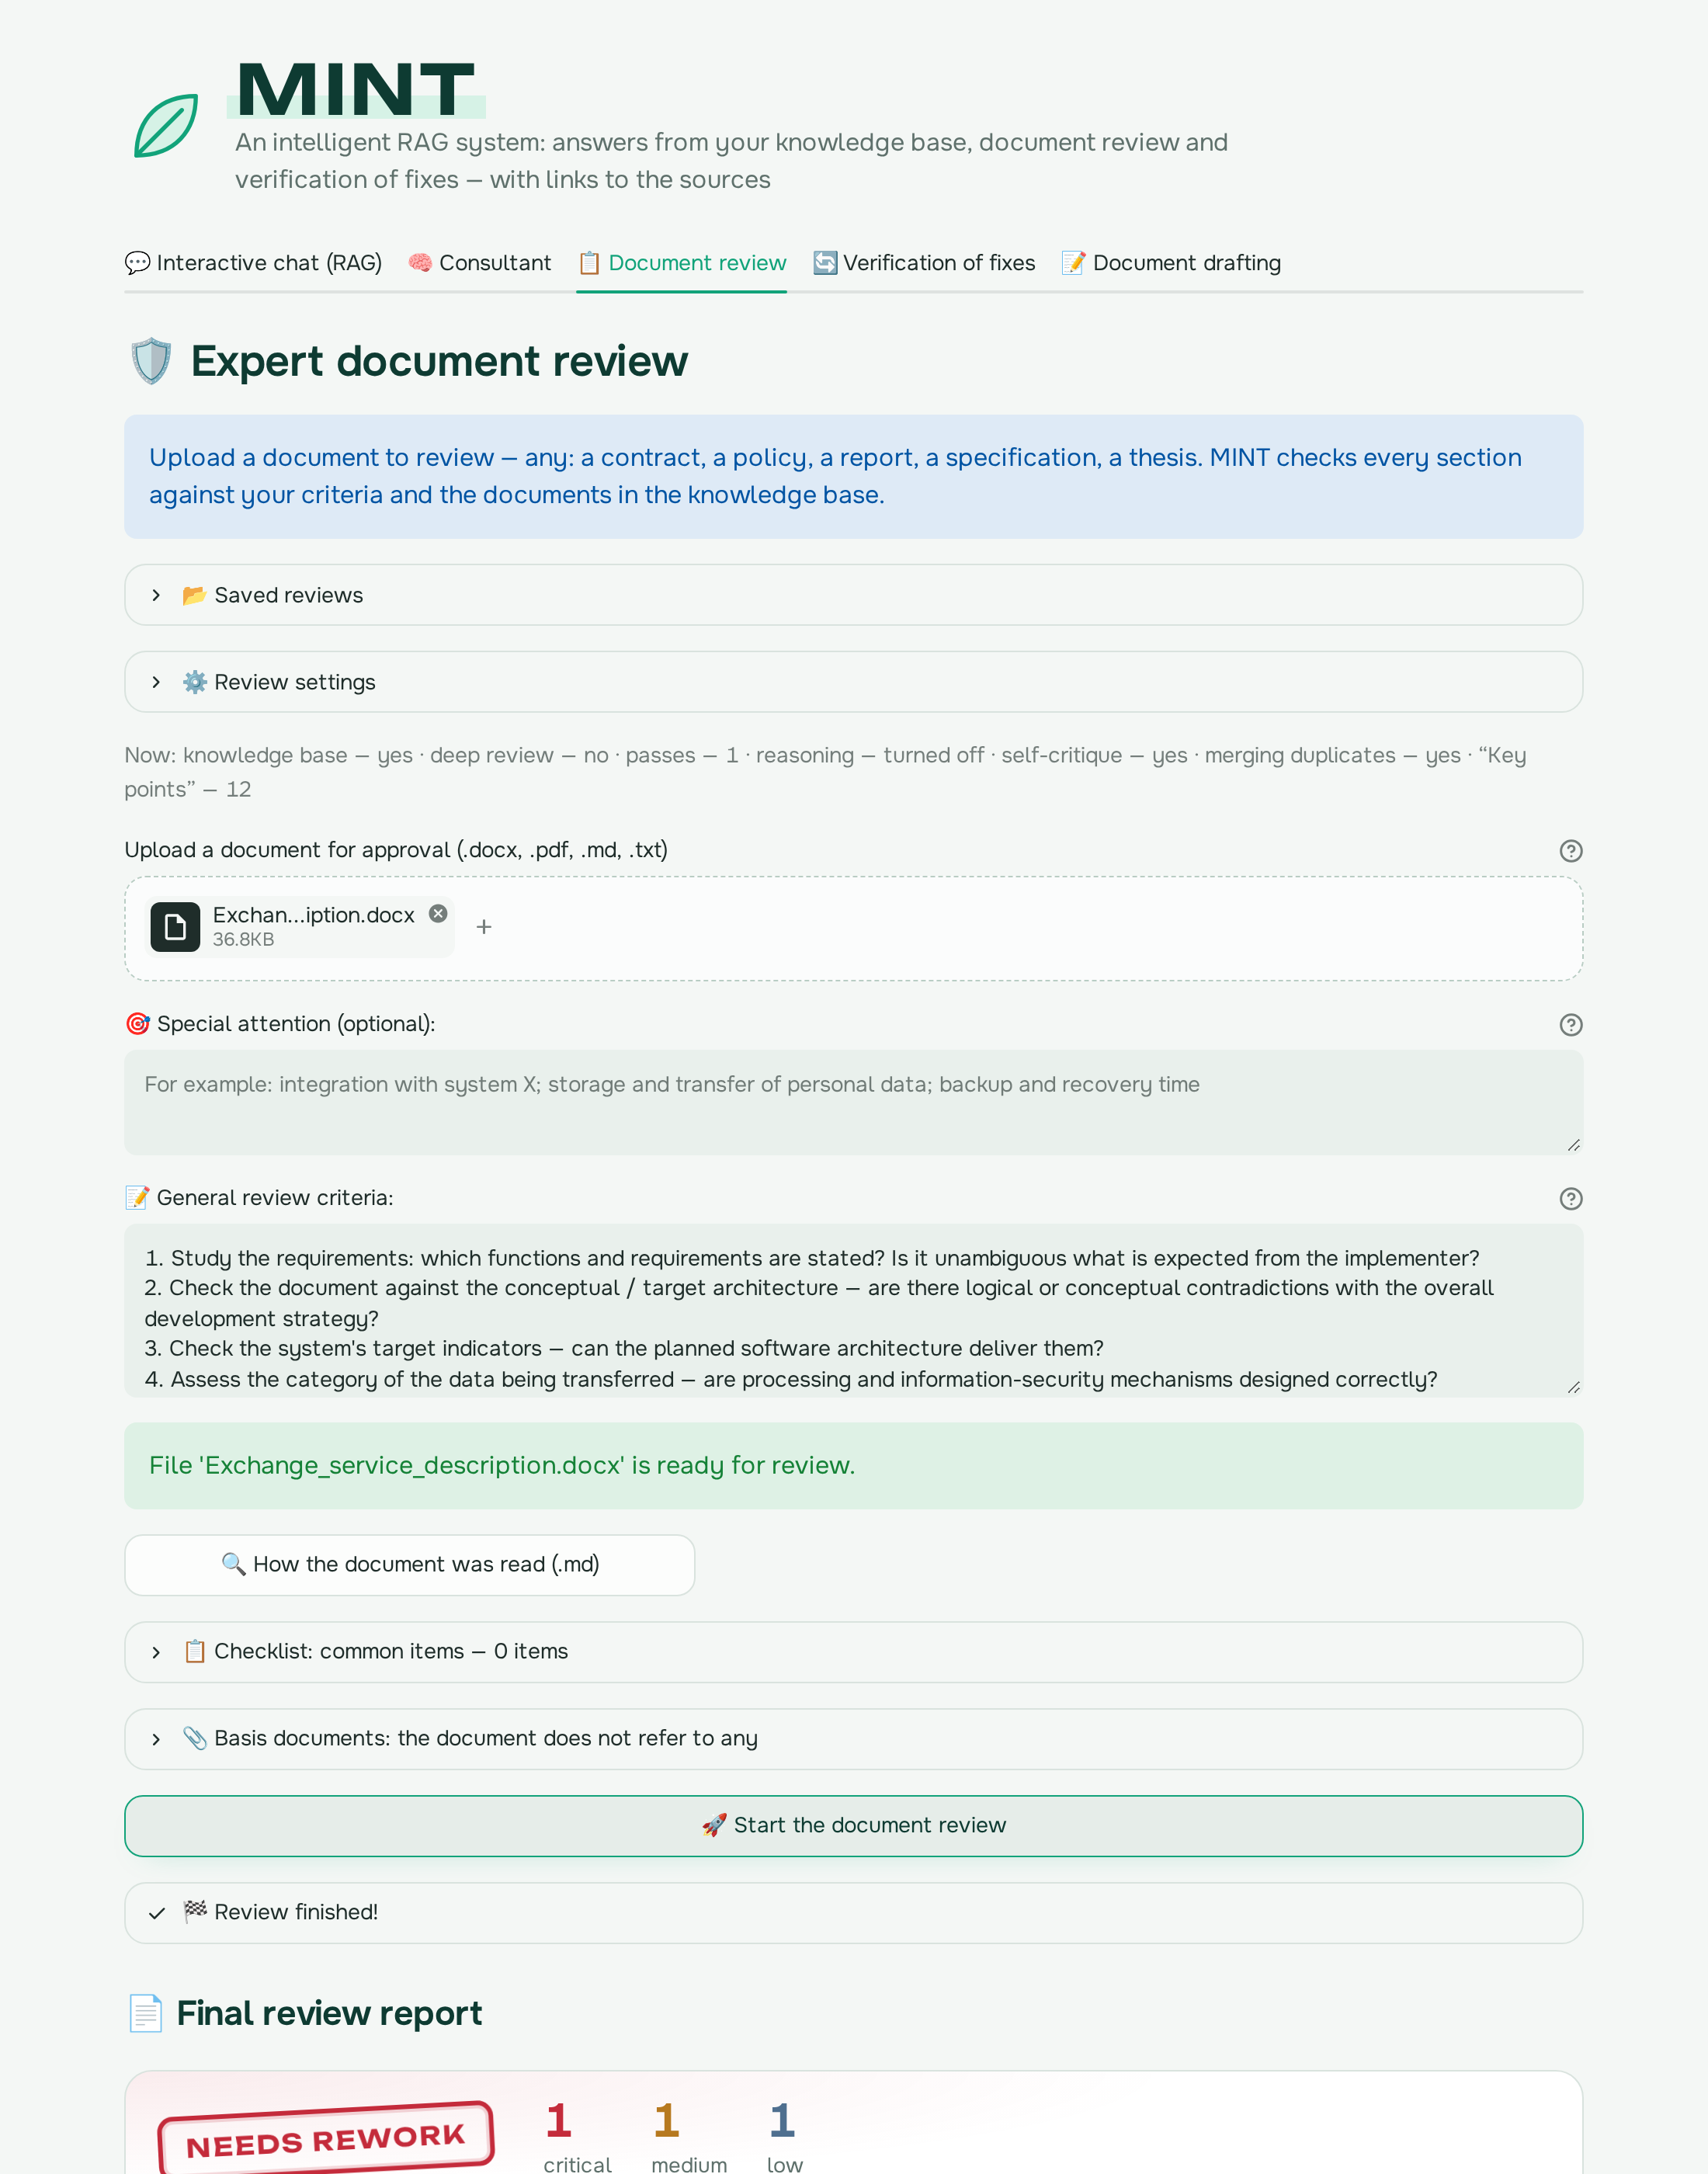 MINT
An intelligent RAG system: answers from your knowledge base, document review and
verification of fixes — with links to the sources
💬 Interactive chat (RAG) 🧠 Consultant 📋 Document review 🔄 Verification of fixes 📝 Document drafting
🛡️ Expert document review
Upload a document to review — any: a contract, a policy, a report, a specification, a thesis. MINT checks every section
against your criteria and the documents in the knowledge base.
📂 Saved reviews
⚙️ Review settings
Now: knowledge base — yes · deep review — no · passes — 1 · reasoning — turned off · self-critique — yes · merging duplicates — yes · “Key
points” — 12
Upload a document for approval (.docx, .pdf, .md, .txt)
Exchan...iption.docx
36.8KB
🎯 Special attention (optional):
For example: integration with system X; storage and transfer of personal data; backup and recovery time
📝 General review criteria:
1. Study the requirements: which functions and requirements are stated? Is it unambiguous what is expected from the implementer?
2. Check the document against the conceptual / target architecture — are there logical or conceptual contradictions with the overall
development strategy?
3. Check the system's target indicators — can the planned software architecture deliver them?
4. Assess the category of the data being transferred — are processing and information-security mechanisms designed correctly?
File 'Exchange_service_description.docx' is ready for review.
🔍 How the document was read (.md)
📋 Checklist: common items — 0 items
📎 Basis documents: the document does not refer to any
🚀 Start the document review
🏁 Review finished!
📄 Final review report
NEEDS REWORK
1 1 1
critical medium low